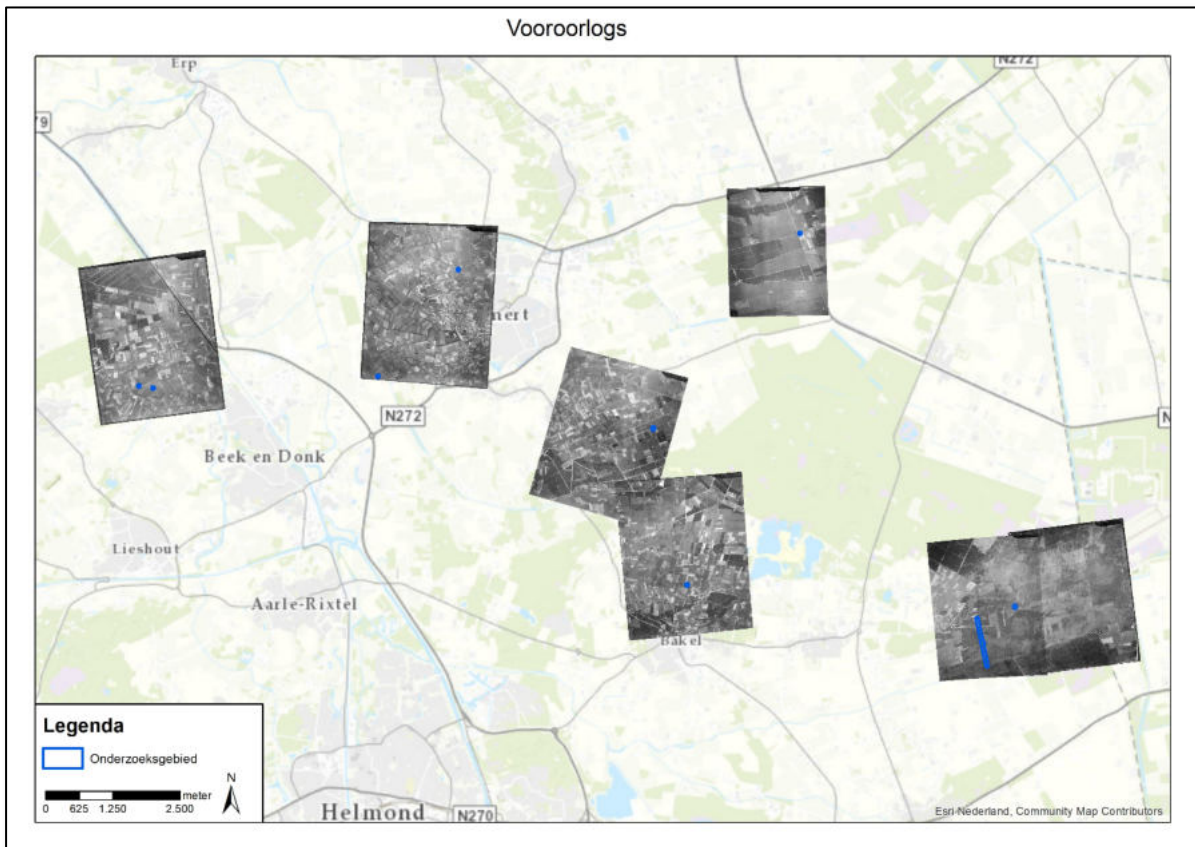 Vooroorlogs
Erp
N272
79
mert
N272
N
Beek en Donk
Lieshout
Aarle-Rixtel
Bakel
Helmond
N270
Legenda
Onderzoeksgebied
N
meter
0 625 1.250 2.500
Esri Nederland, Community Map Contributors